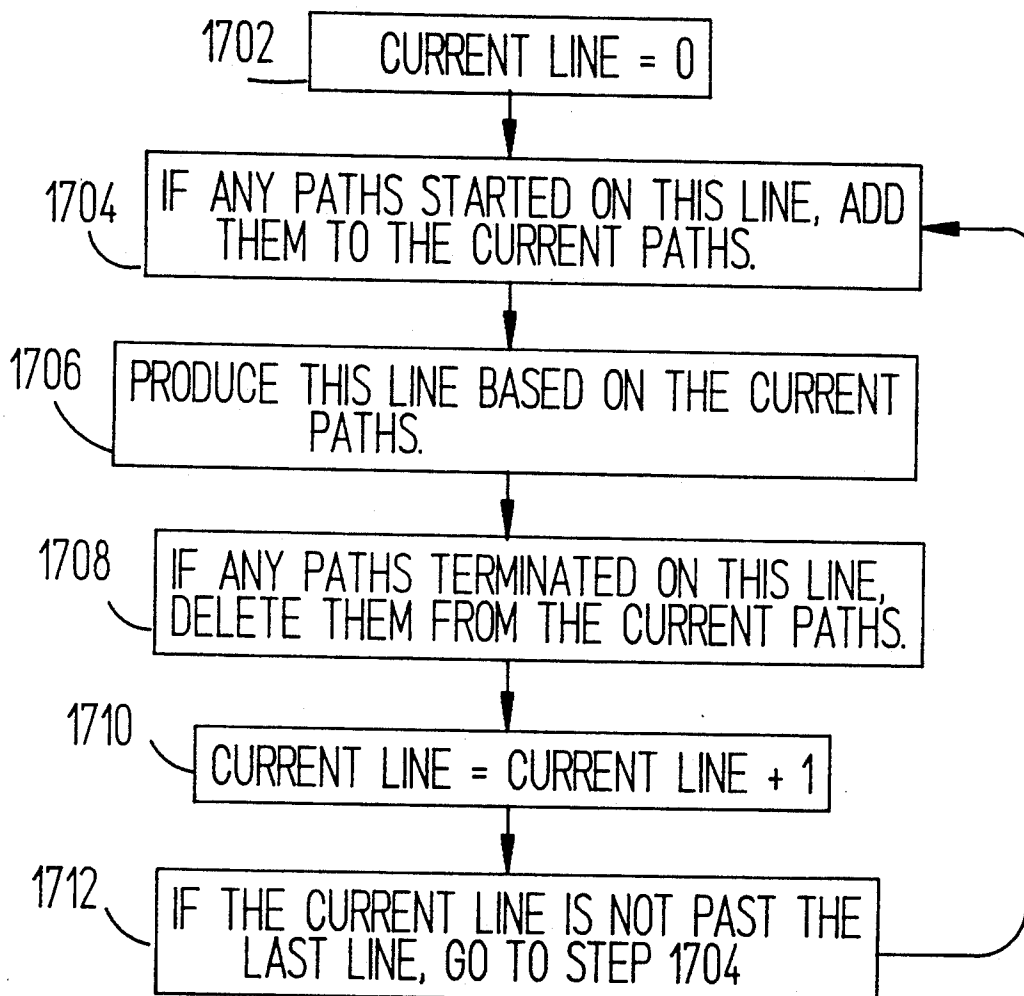 1702
CURRENT LINE = 0
1704
IF ANY PATHS STARTED ON THIS LINE, ADD
THEM TO THE CURRENT PATHS.
1706
PRODUCE THIS LINE BASED ON THE CURRENT
PATHS.
1708
IF ANY PATHS TERMINATED ON THIS LINE,
DELETE THEM FROM THE CURRENT PATHS.
1710
CURRENT LINE = CURRENT LINE + 1
1712
IF THE CURRENT LINE IS NOT PAST THE
LAST LINE, GO TO STEP 1704